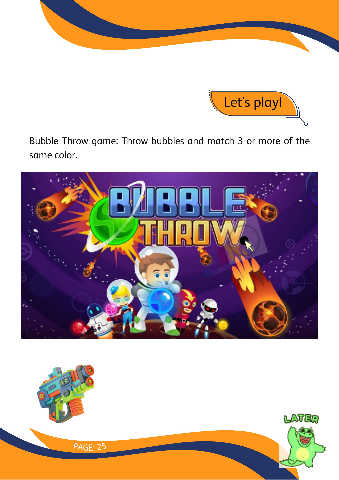 Let's play!
Bubble Throw game: Throw bubbles and match 3 or more of the
same color.
BUBBLE
THROW
LATER
PAGE: 25